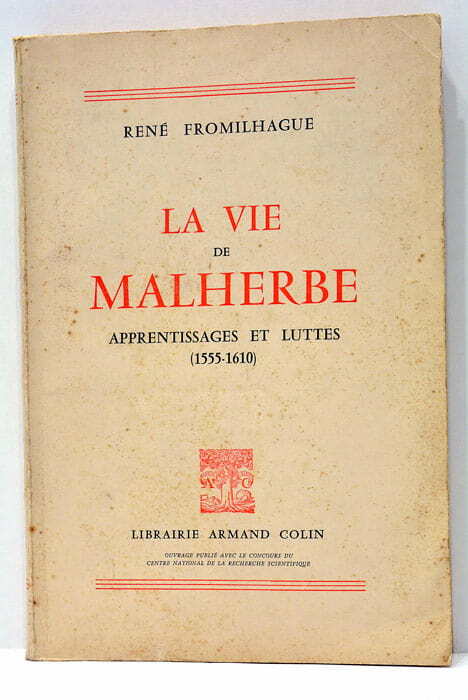 RENÉ FROMILHAGUE
LA VIE
DE
MALHERBE
APPRENTISSAGES ET LUTTES
(1555-1610)
A C
LIBRAIRIE ARMAND COLIN
OUVRAGE PUBLIÉ AVEC LE CONCOURS DU
CENTRE NATIONAL DE LA RECHERCHE SCIENTIFIQUE